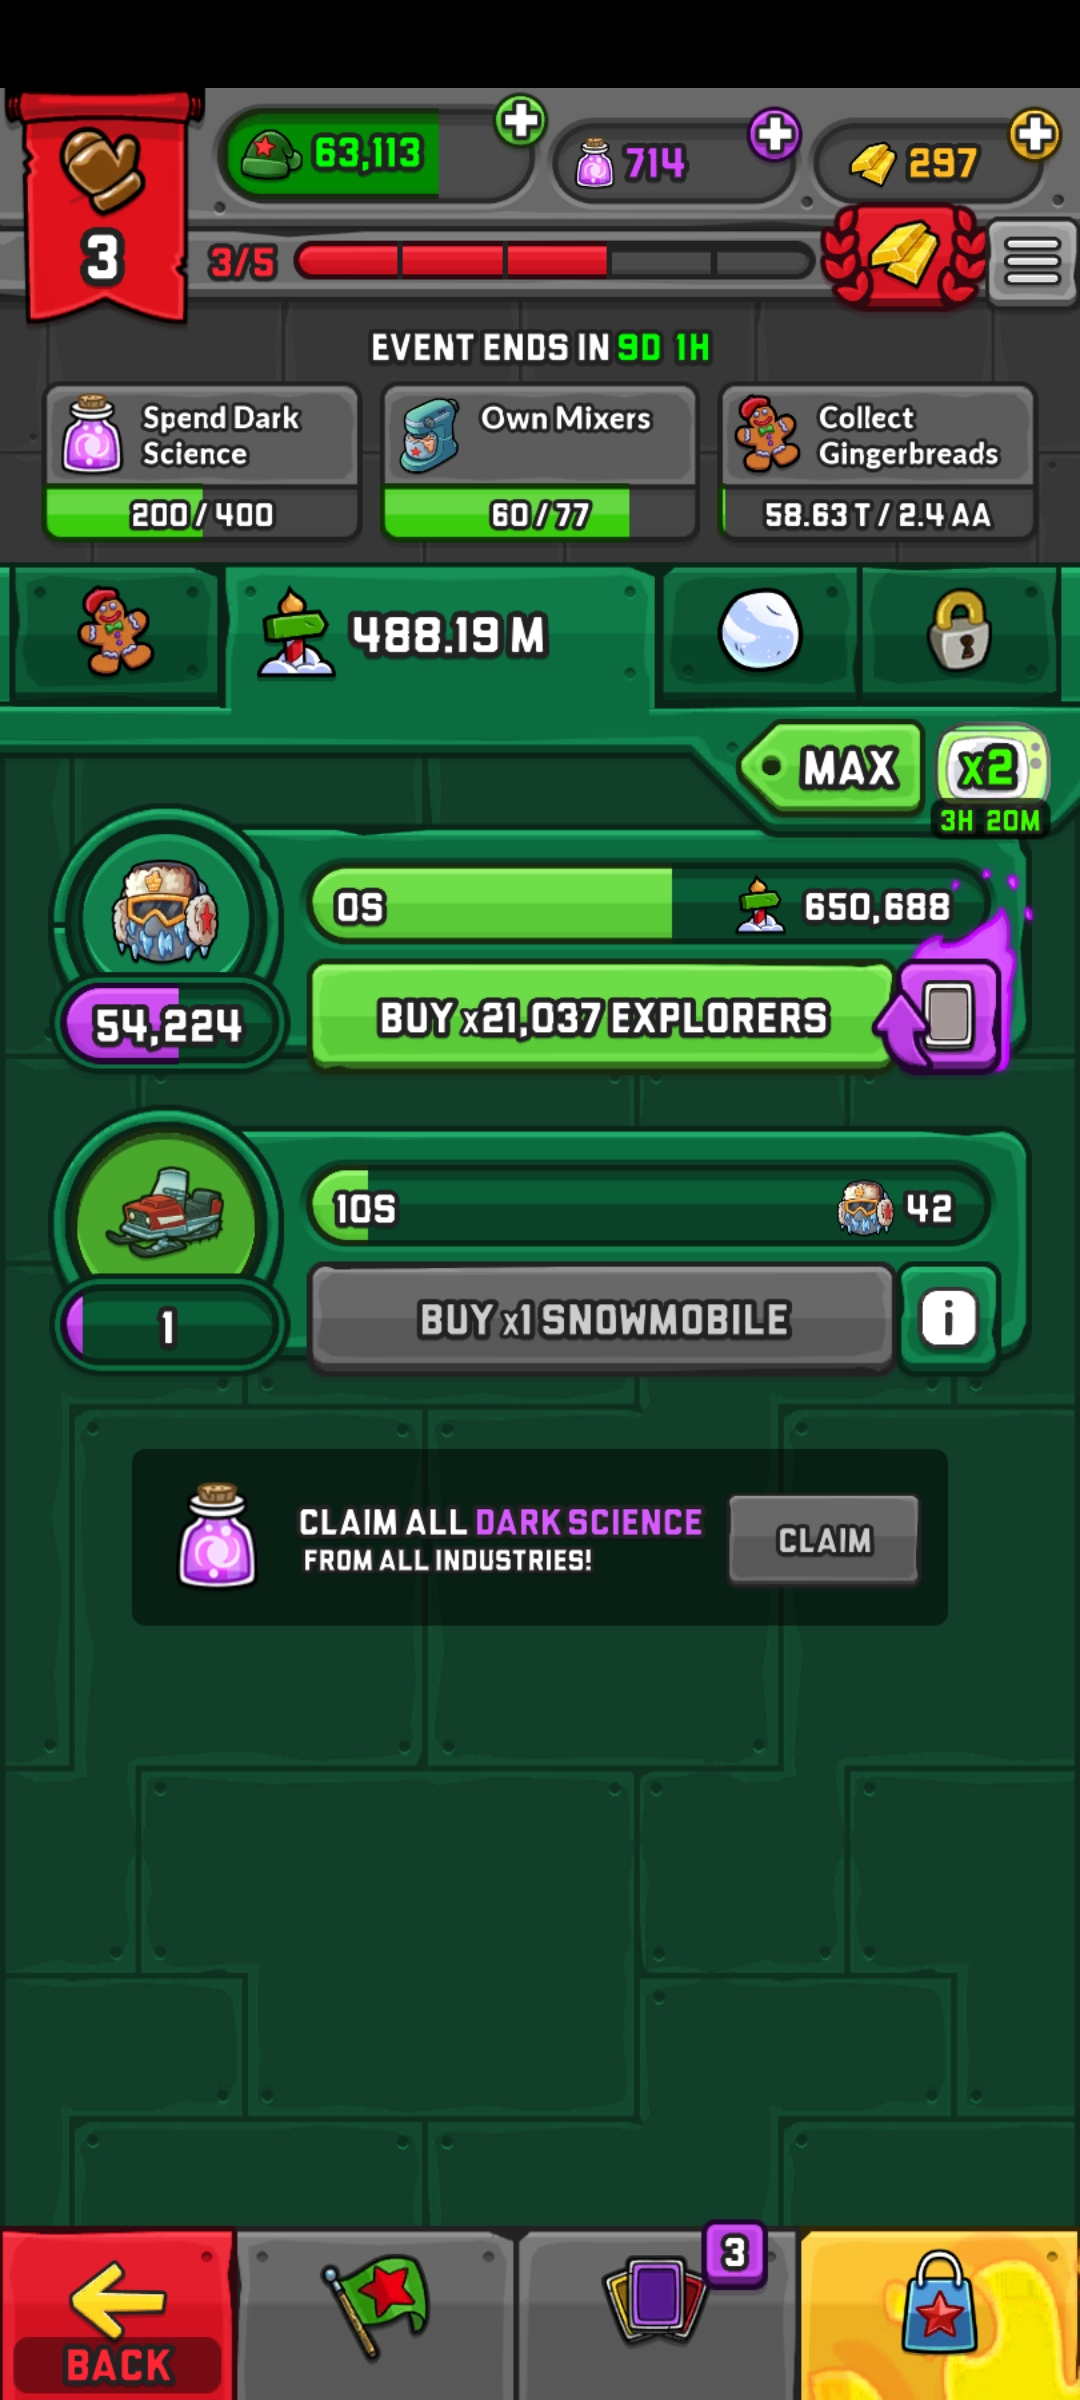 63,113
714
297
3
3/5
EVENT ENDS IN 9D 1H
Spend Dark
Science
200/400
Own Mixers
60/77
Collect
Gingerbreads
58.63 T / 2.4 AA
488.19 M
MAX
x2
3H 20M
0S
650,688
54,224
BUY x21,037 EXPLORERS
10S
42
1
BUY x1 SNOWMOBILE
i
CLAIM ALL DARK SCIENCE
FROM ALL INDUSTRIES!
CLAIM
3
BACK